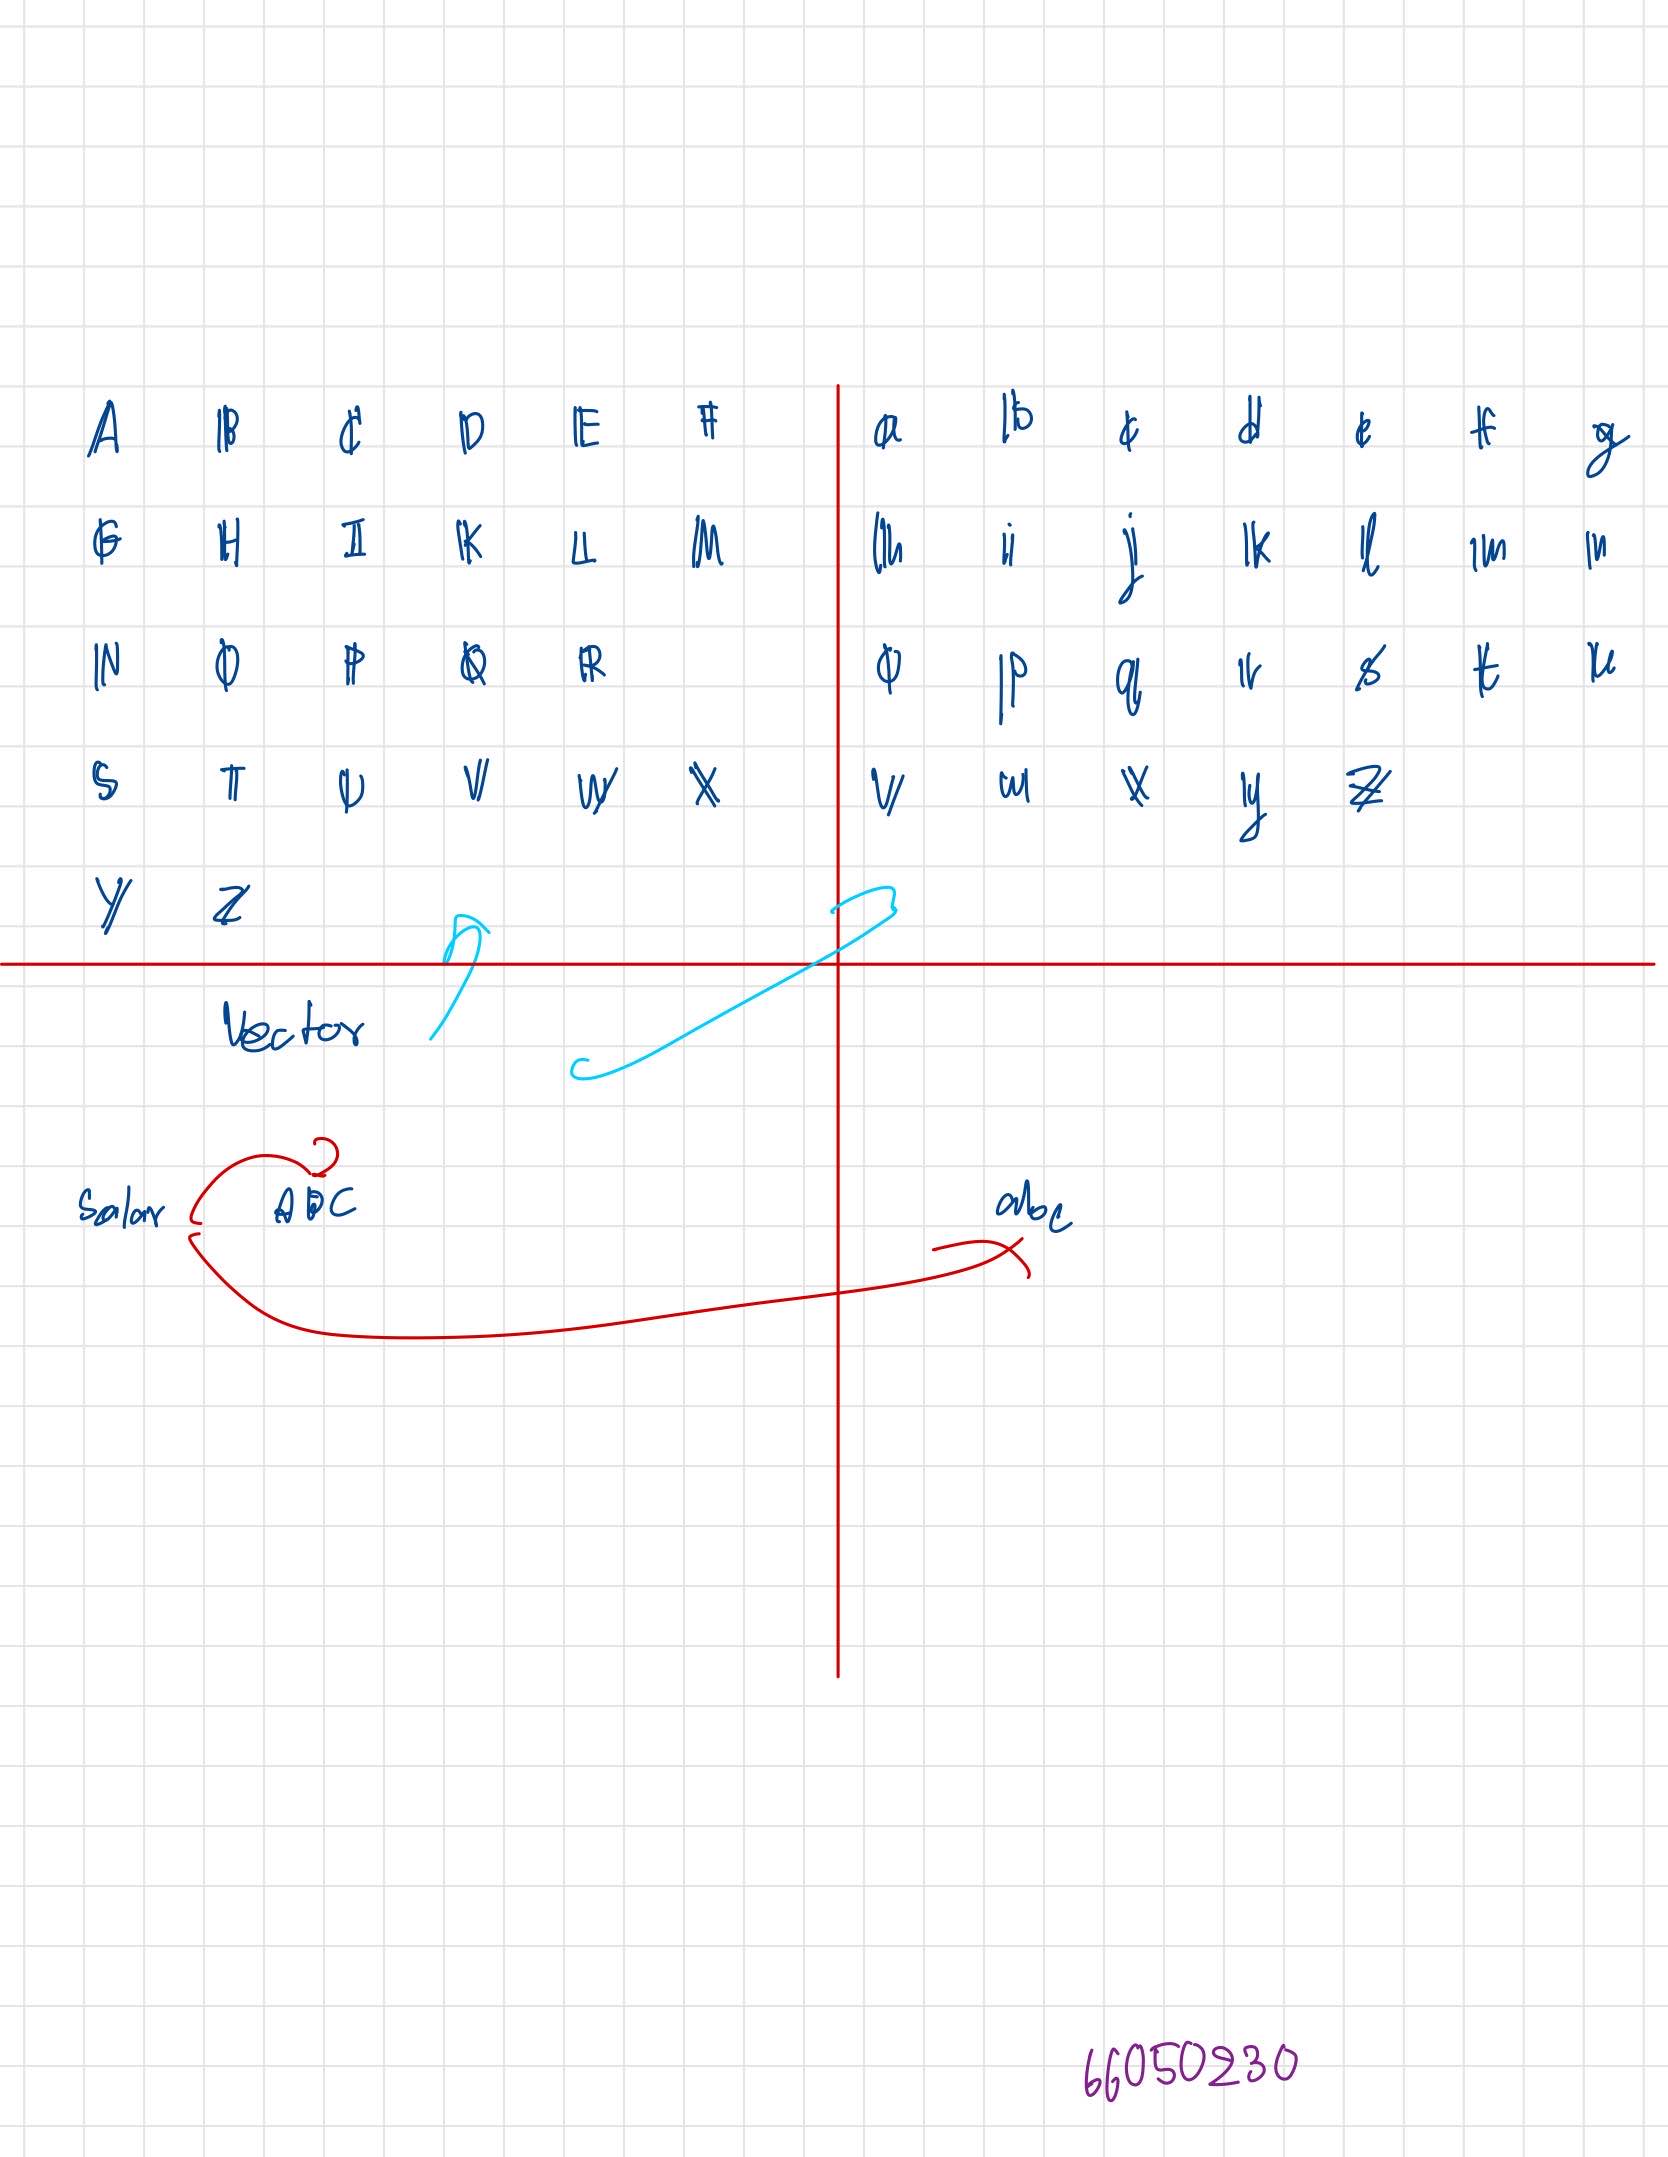 A B C D E F a b c d e f g
G H I K L M h i j k l m n
N O P Q R o p q r s t u
S T U V W X v w x y z
Y Z
Vector
Salar ABC abc
66050230